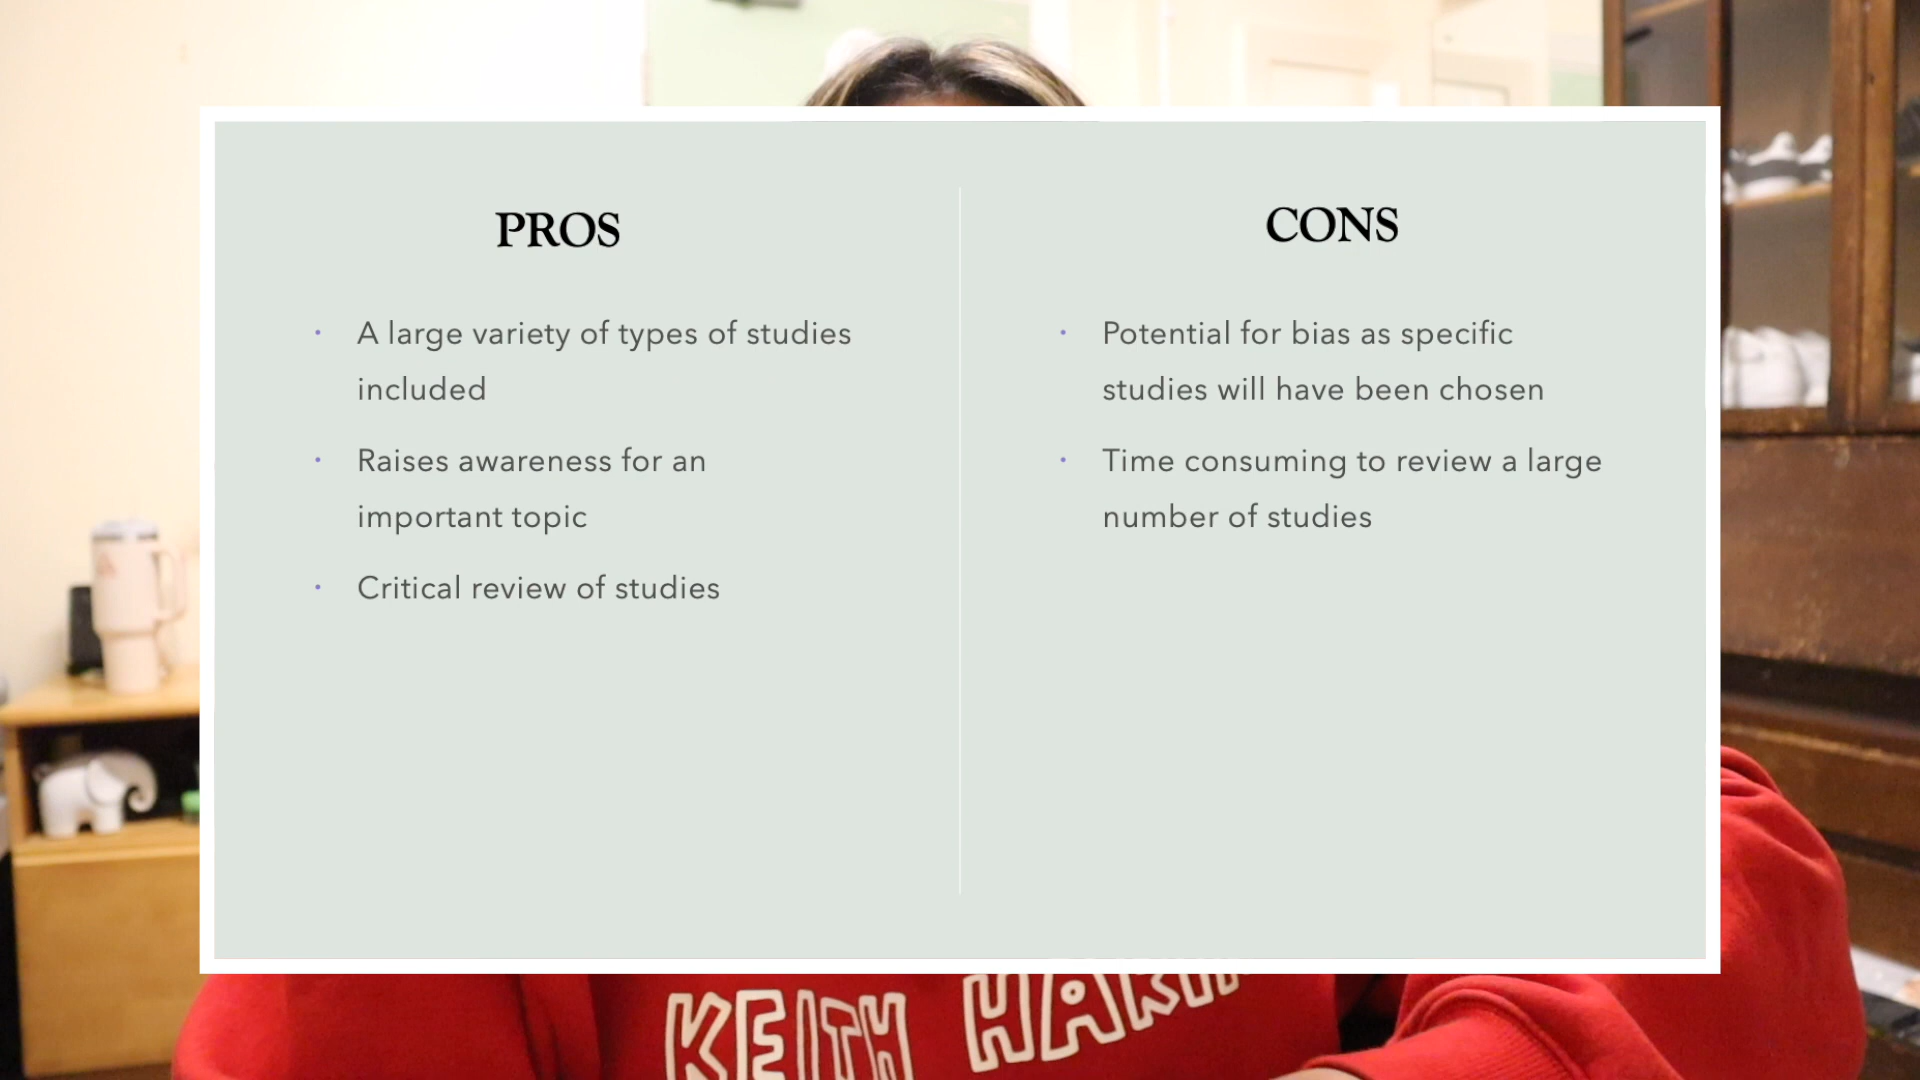 PROS
A large variety of types of studies
included
Raises awareness for an
important topic
Critical review of studies
CONS
Potential for bias as specific
studies will have been chosen
Time consuming to review a large
number of studies
KEITH